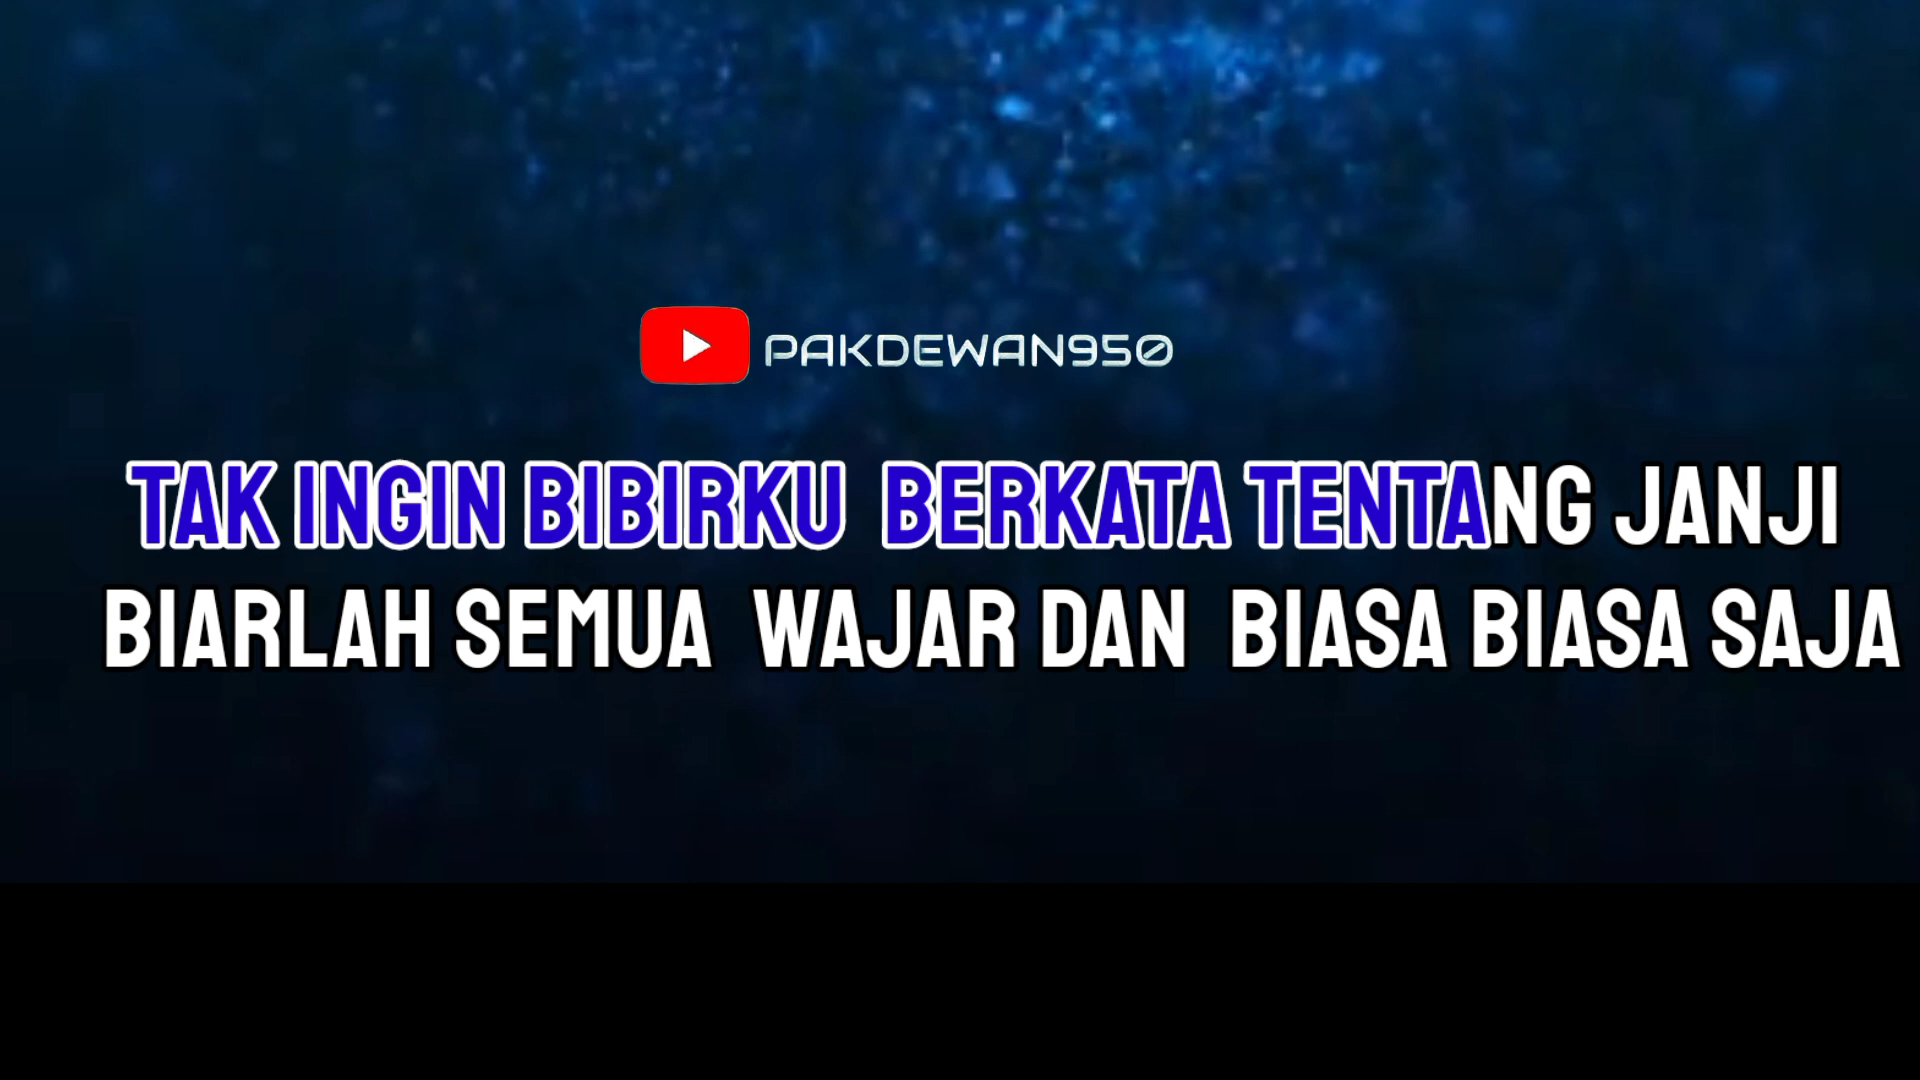 PAKDEWAN950
TAK INGIN BIBIRKU BERKATA TENTANG JANJI
BIARLAH SEMUA WAJAR DAN BIASA BIASA SAJA